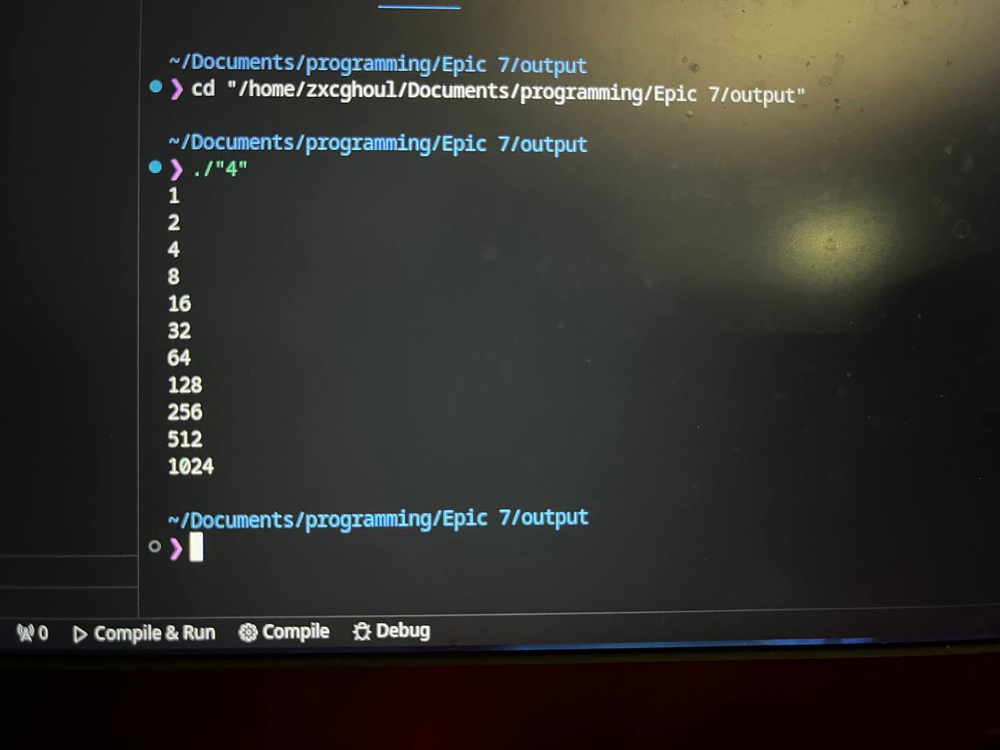 ~/Documents/programming/Epic 7/output
❯ cd "/home/zxcghoul/Documents/programming/Epic 7/output"
~/Documents/programming/Epic 7/output
❯ ./"4"
1
2
4
8
16
32
64
128
256
512
1024
~/Documents/programming/Epic 7/output
❯
0 Compile & Run Compile Debug